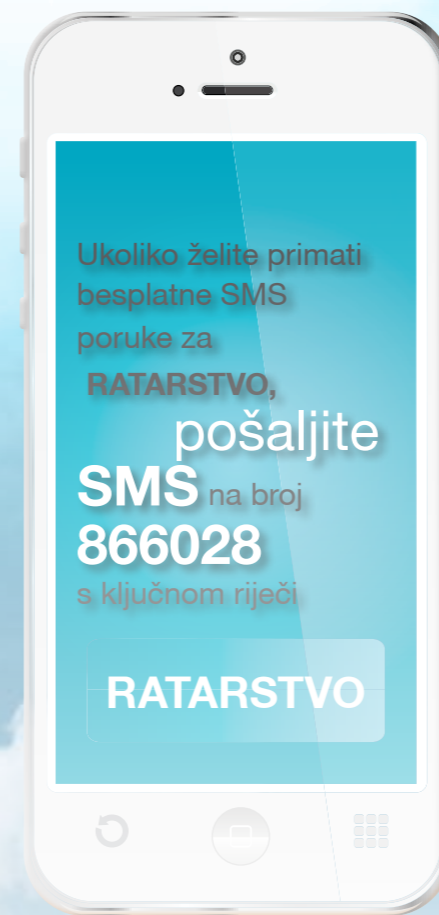 Ukoliko želite primati
besplatne SMS
poruke za
RATARSTVO,
pošaljite
SMS na broj
866028
s ključnom riječi
RATARSTVO